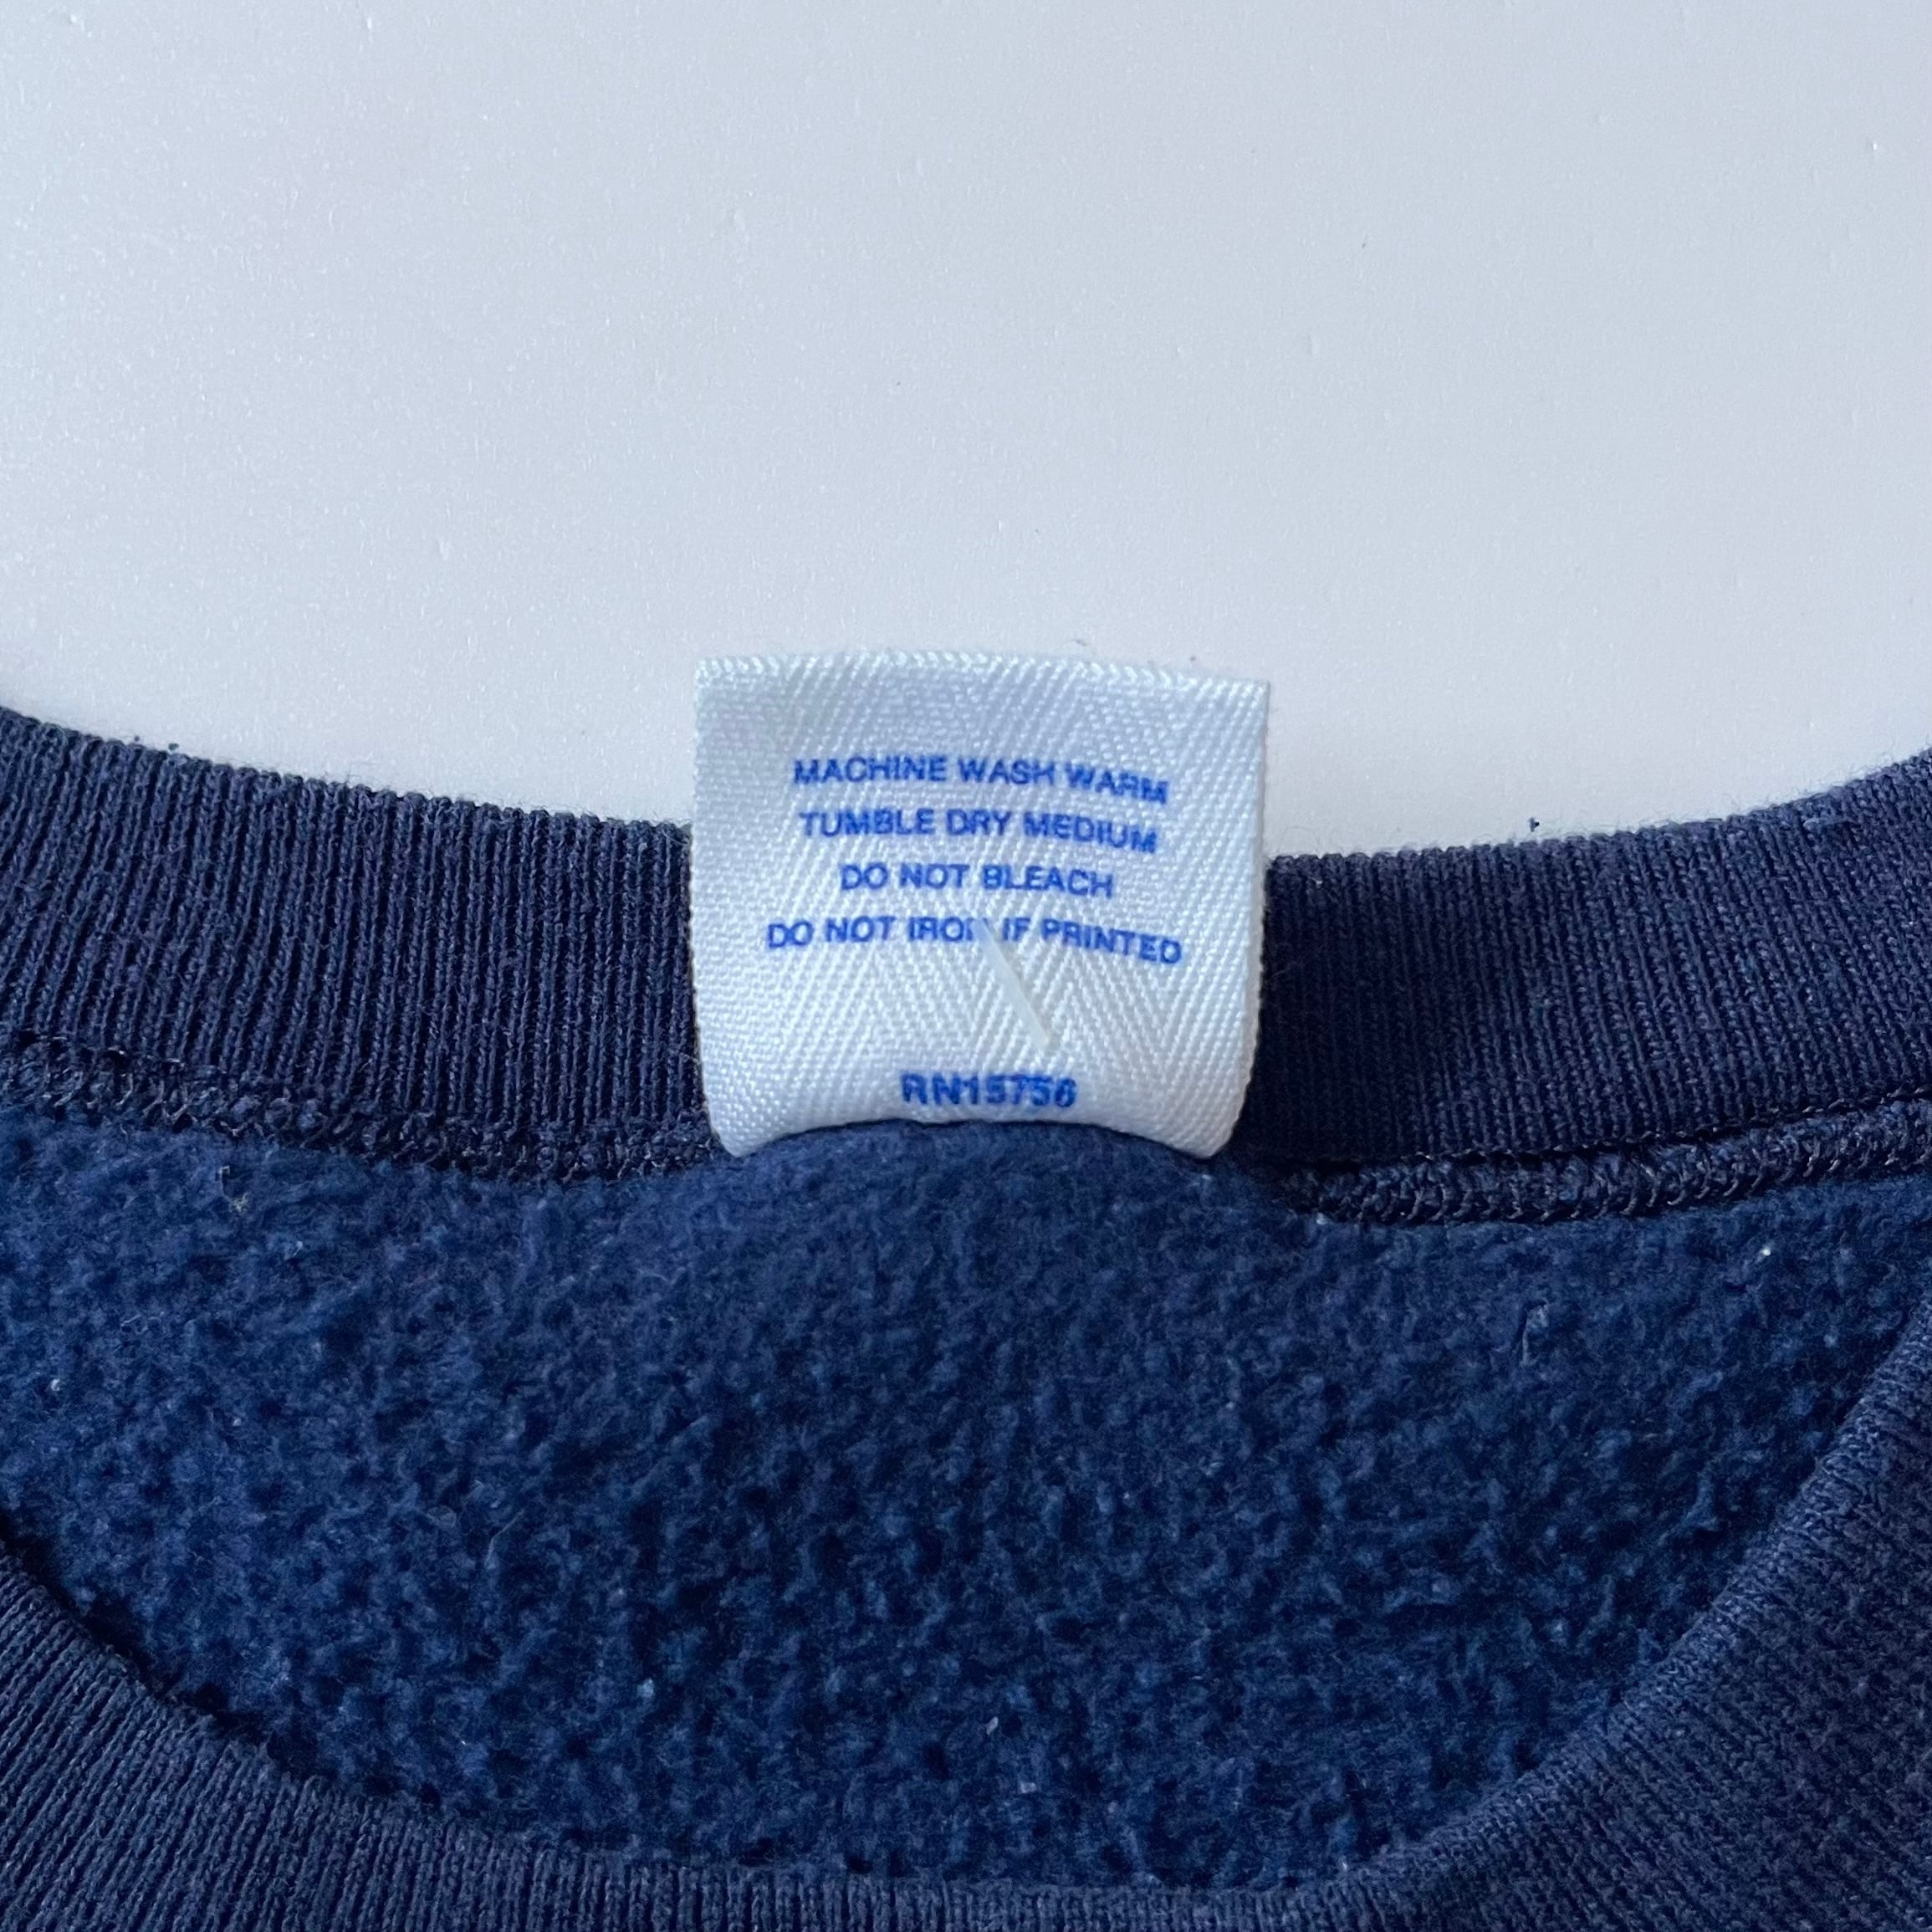 MACHINE WASH WARM
TUMBLE DRY MEDIUM
DO NOT BLEACH
DO NOT IRON IF PRINTED
RN15756